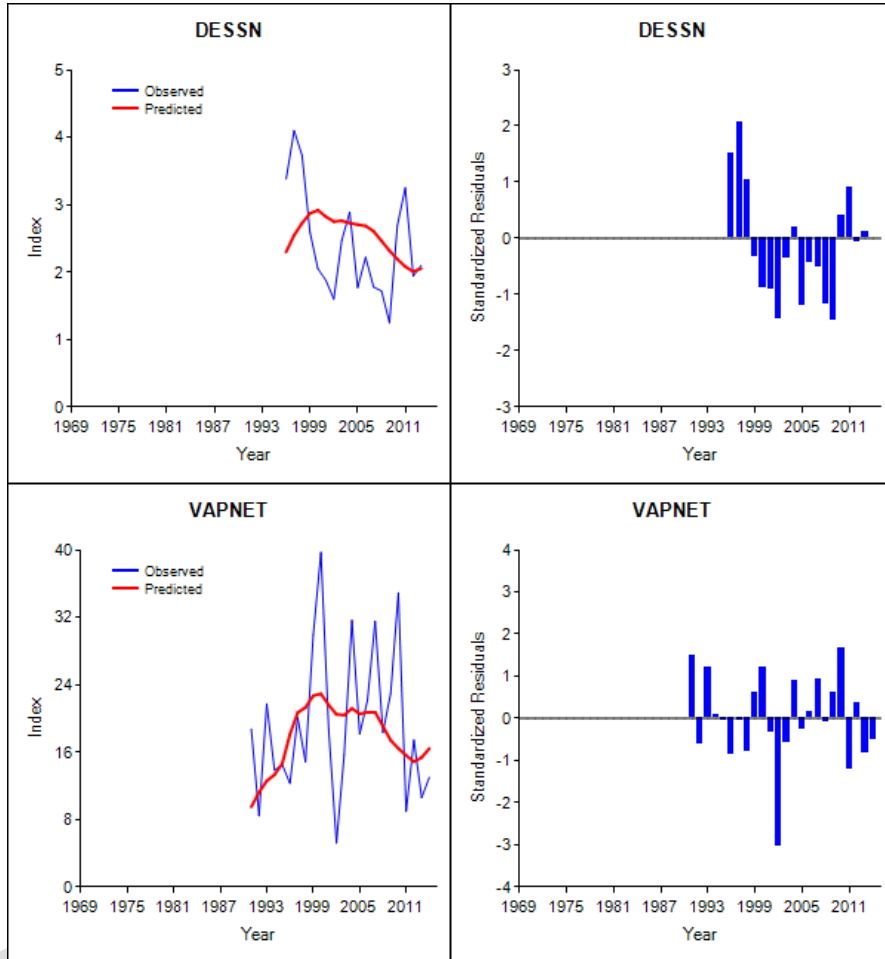 DESSN
5
4
3
2
1
0
Index
Observed
Predicted
1969 1975 1981 1987 1993 1999 2005 2011
Year
DESSN
3
2
1
0
-1
-2
-3
Standardized Residuals
1969 1975 1981 1987 1993 1999 2005 2011
Year
VAPNET
40
32
24
16
8
0
Index
Observed
Predicted
1969 1975 1981 1987 1993 1999 2005 2011
Year
VAPNET
4
3
2
1
0
-1
-2
-3
-4
Standardized Residuals
1969 1975 1981 1987 1993 1999 2005 2011
Year